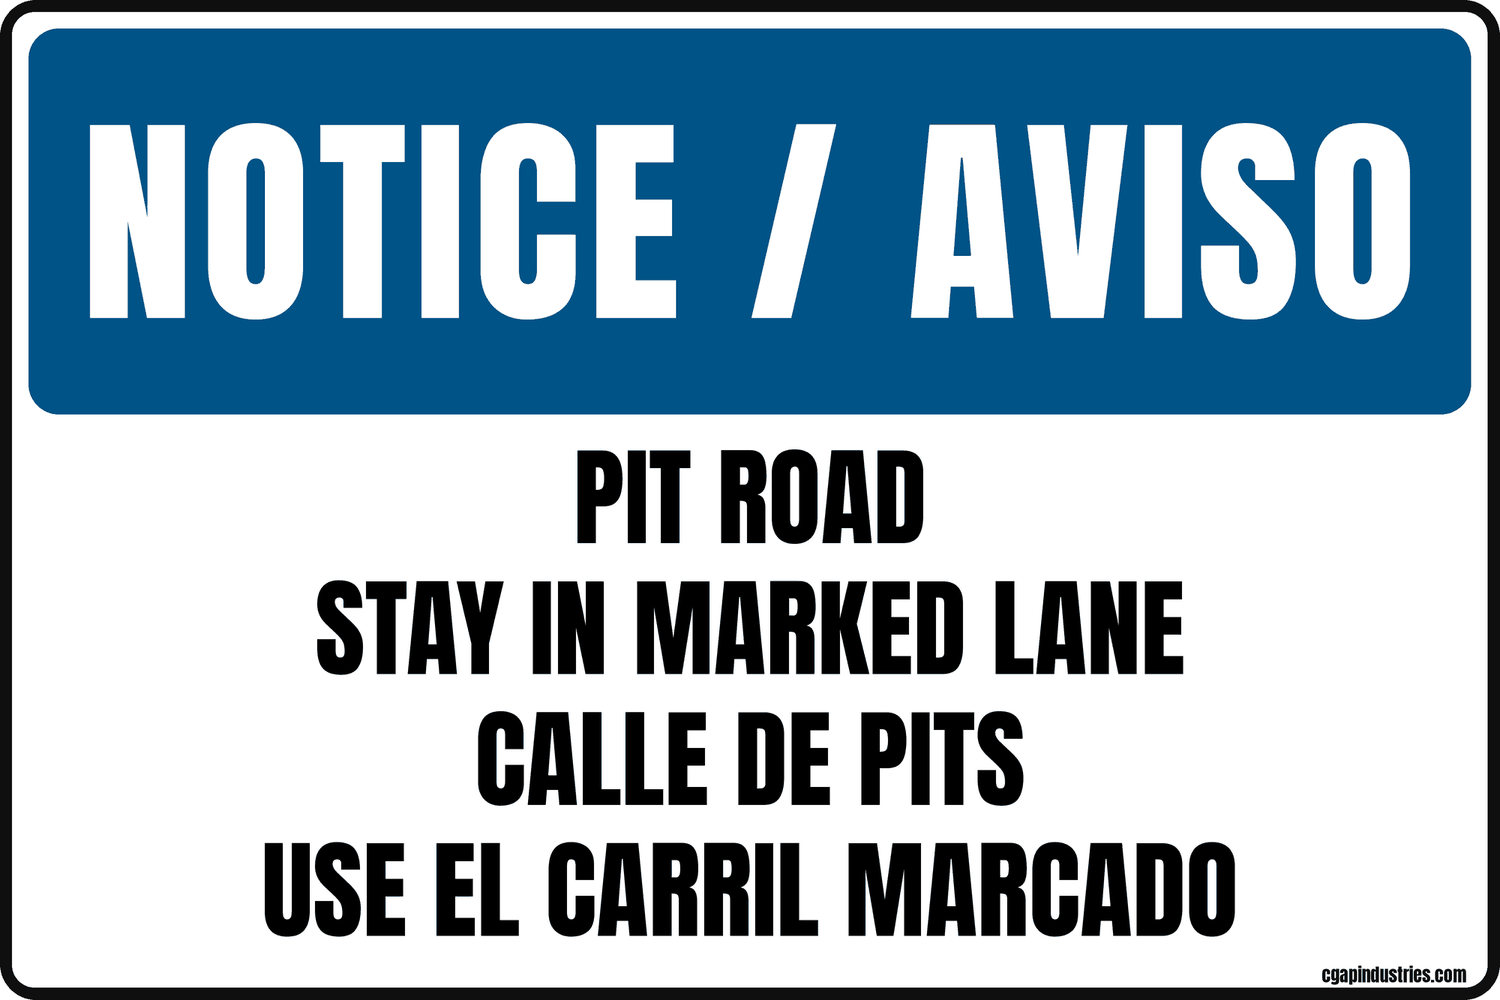 NOTICE / AVISO
PIT ROAD
STAY IN MARKED LANE
CALLE DE PITS
USE EL CARRIL MARCADO
cgapindustries.com